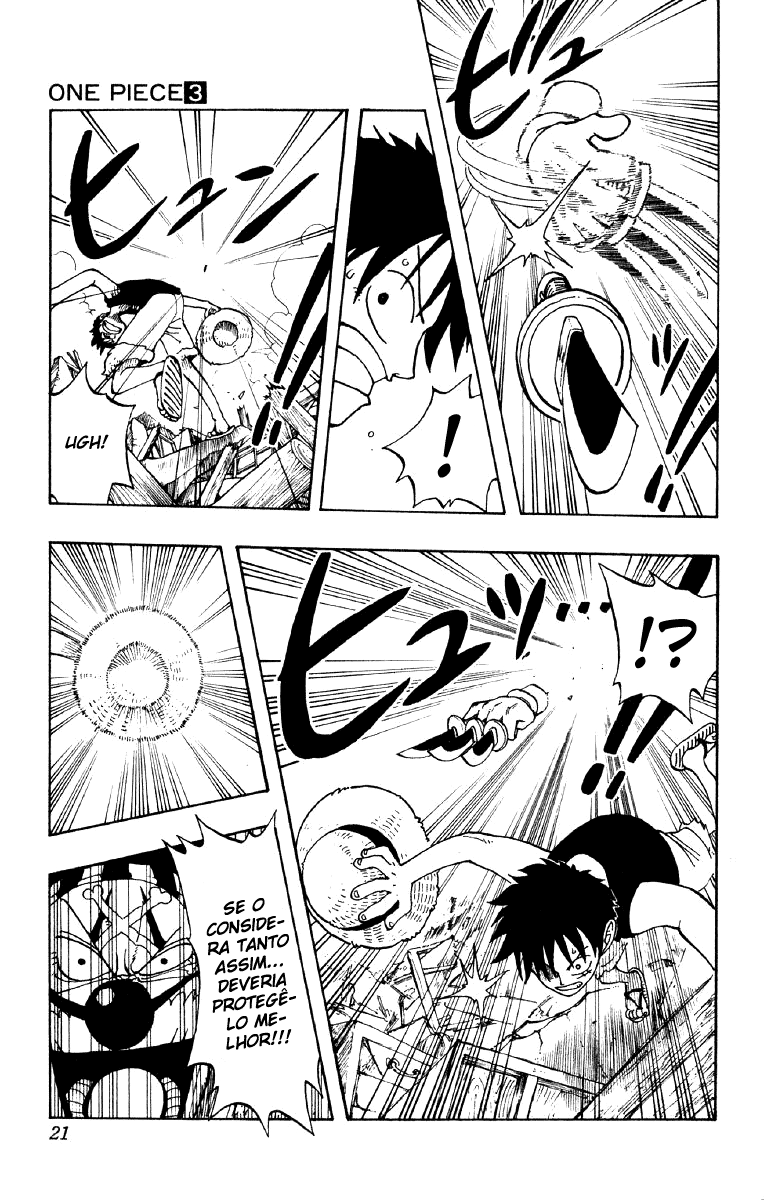 ONE PIECE 3
ビュ
!!
!
ヒュン
!!
UGH!
!?
ヒュッ…
!!
SE O
CONSIDE-
RA TANTO
ASSIM...
DEVERIA
PROTEGÊ-
LO ME-
LHOR!!!
21